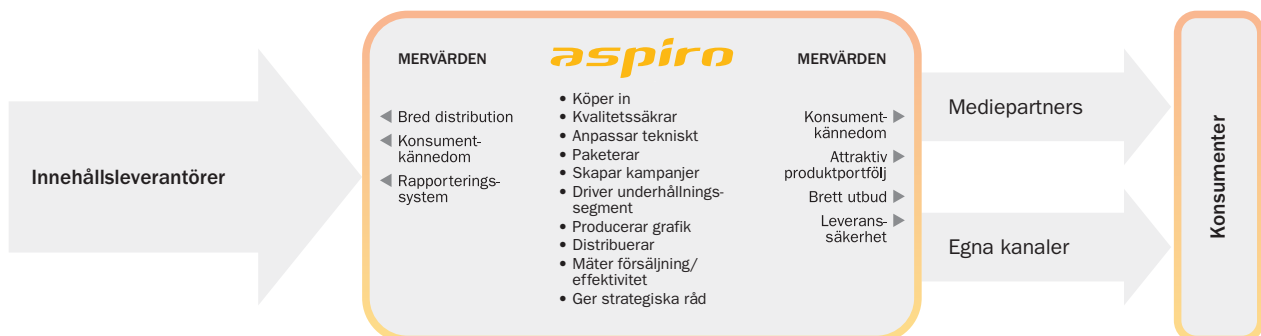 Innehållsleverantörer
MERVÄRDEN
Bred distribution
Konsument-
kännedom
Rapporterings-
system
aspiro
• Köper in
• Kvalitetssäkrar
• Anpassar tekniskt
• Paketerar
• Skapar kampanjer
• Driver underhållnings-
segment
• Producerar grafik
• Distribuerar
• Mäter försäljning/
effektivitet
• Ger strategiska råd
MERVÄRDEN
Konsument-
kännedom
Attraktiv
produktportfölj
Brett utbud
Leverans-
säkerhet
Mediepartners
Egna kanaler
Konsumenter